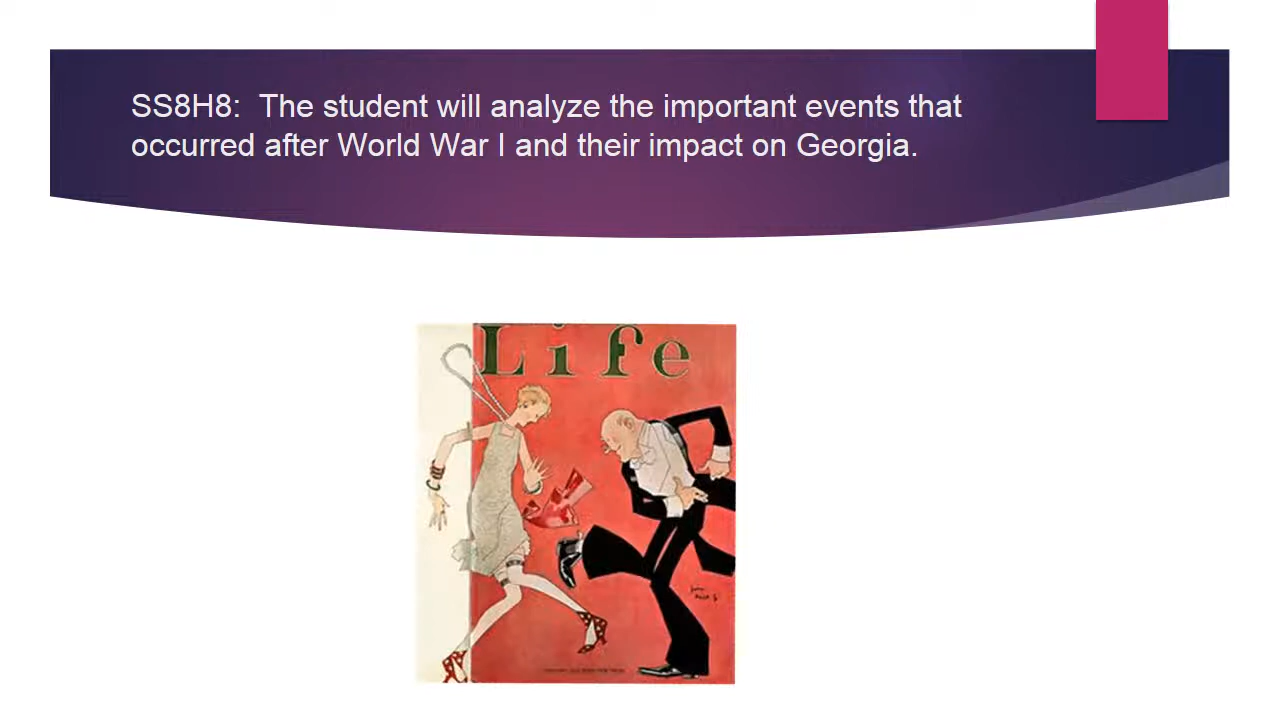 SS8H8:  The student will analyze the important events that
occurred after World War I and their impact on Georgia.
Life